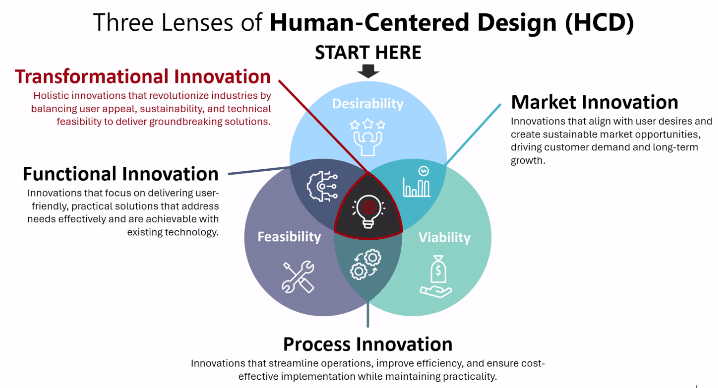 Three Lenses of Human-Centered Design (HCD)
START HERE
Transformational Innovation
Holistic innovations that revolutionize industries by
balancing user appeal, sustainability, and technical
feasibility to deliver groundbreaking solutions.
Desirability
Market Innovation
Innovations that align with user desires and
create sustainable market opportunities,
driving customer demand and long-term
growth.
Functional Innovation
Innovations that focus on delivering user-
friendly, practical solutions that address
needs effectively and are achievable with
existing technology.
Feasibility
Viability
$
Process Innovation
Innovations that streamline operations, improve efficiency, and ensure cost-
effective implementation while maintaining practicality.